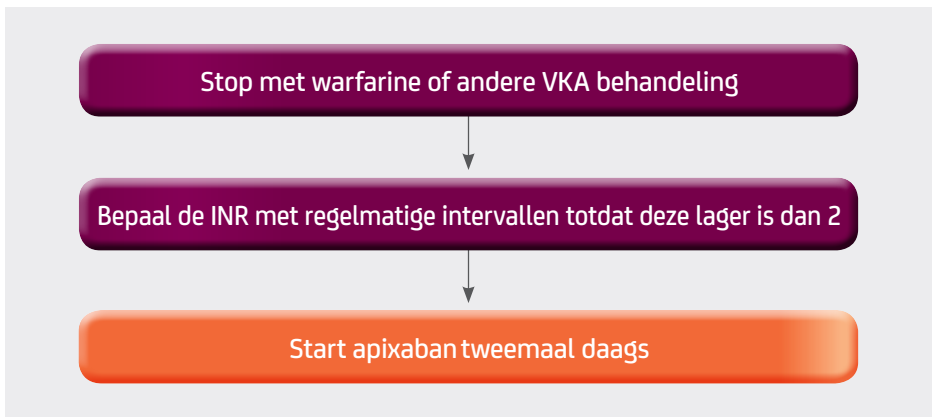 Stop met warfarine of andere VKA behandeling
Bepaal de INR met regelmatige intervallen totdat deze lager is dan 2
Start apixaban tweemaal daags